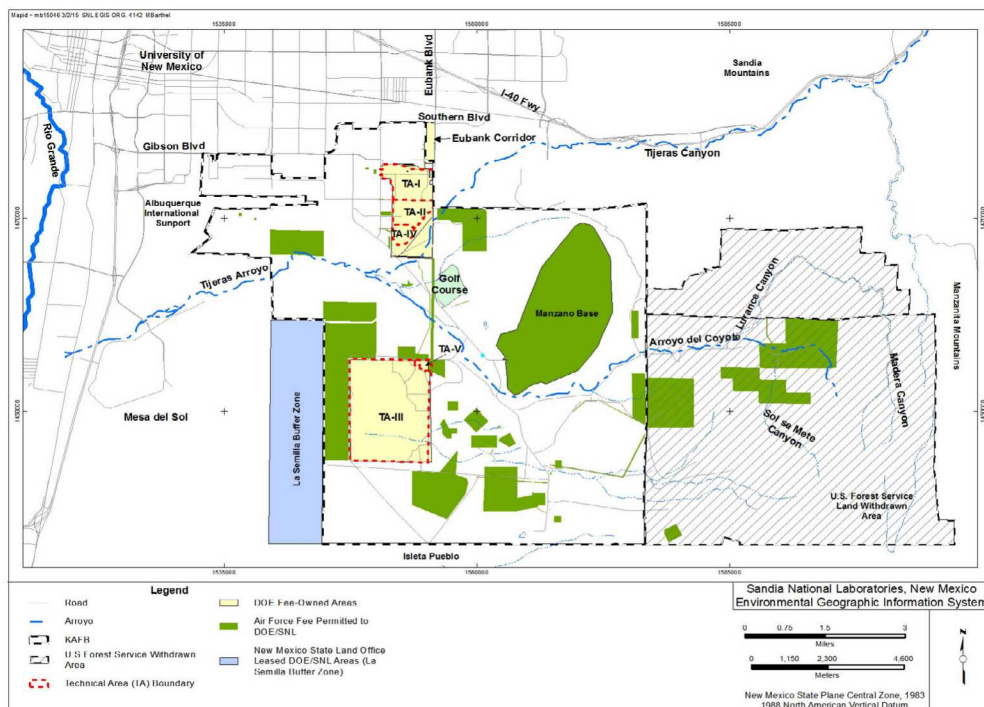 Mapid = mb15046 3/2/15 SNL EGIS ORG. 4142 MBarthel
1535000
1560000
1585000
University of
New Mexico
Eubank Blvd
Sandia
Mountains
I-40 Fwy
Rio Grande
Southern Blvd
Eubank Corridor
Gibson Blvd
Tijeras Canyon
TA-I
TA-II
TA-IV
Albuquerque
International
Sunport
1470000
Tijeras Arroyo
Golf
Course
Manzano Base
Lurance Canyon
Manzanita Mountains
TA-V
Arroyo del Coyote
Madera Canyon
Mesa del Sol
La Semilla Buffer Zone
TA-III
1450000
Sol se Mete
Canyon
U.S. Forest Service
Land Withdrawn
Area
Isleta Pueblo
1535000
1560000
1585000
Legend
Road
Arroyo
KAFB
U.S Forest Service Withdrawn
Area
Technical Area (TA) Boundary
DOE Fee-Owned Areas
Air Force Fee Permitted to
DOE/SNL
New Mexico State Land Office
Leased DOE/SNL Areas (La
Semilla Buffer Zone)
Sandia National Laboratories, New Mexico
Environmental Geographic Information System
0 0.75 1.5 3
Miles
0 1,150 2,300 4,600
Meters
N
New Mexico State Plane Central Zone, 1983
1988 North American Vertical Datum